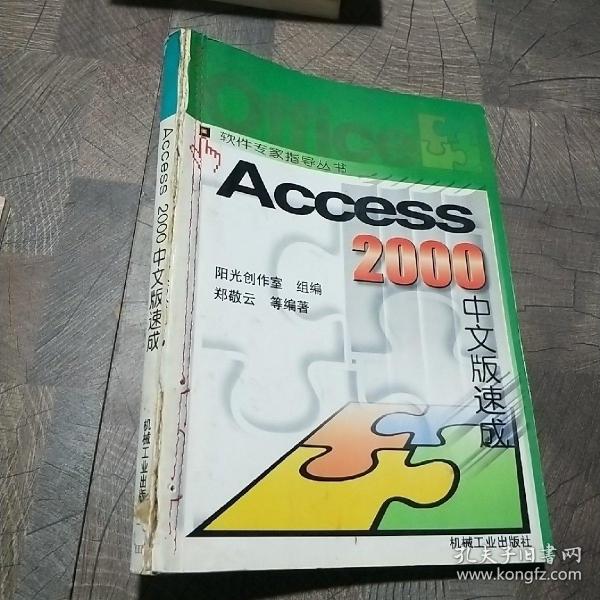 Office
软件专家指导丛书
Access
2000
中文版速成
阳光创作室 组编
郑敬云 等编著
机械工业出版社
Access 2000 中文版速成
机械工业出版
孔夫子旧书网
www.kongfz.com